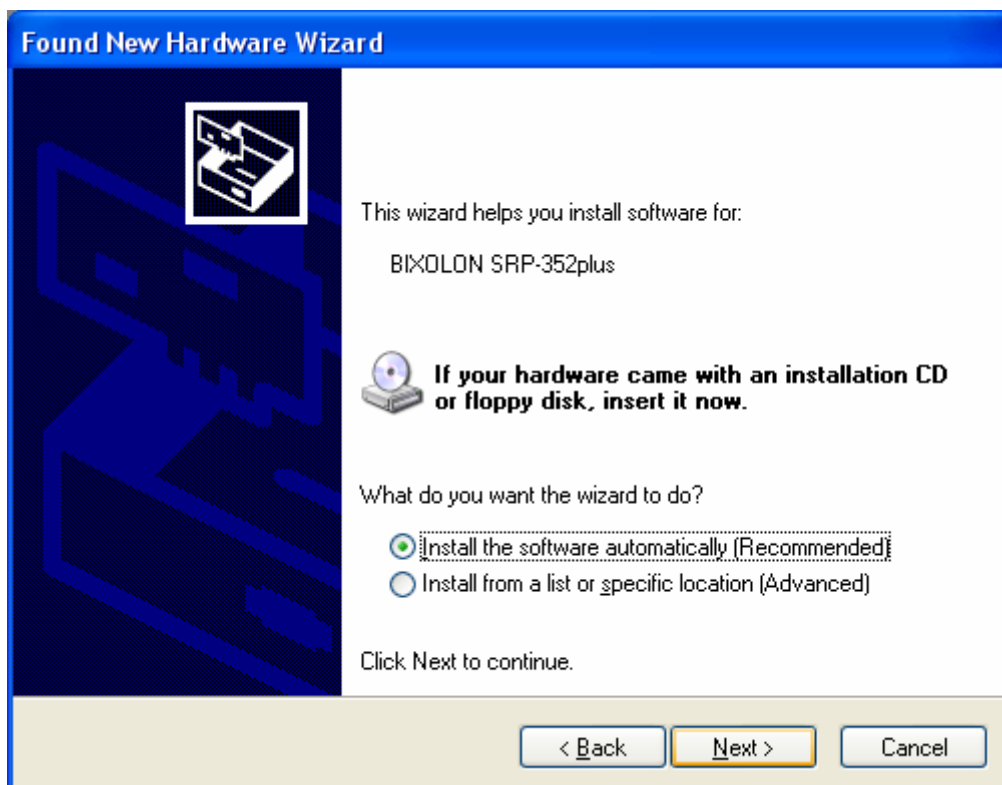 Found New Hardware Wizard
This wizard helps you install software for:
BIXOLON SRP-352plus
If your hardware came with an installation CD
or floppy disk, insert it now.
What do you want the wizard to do?
Install the software automatically (Recommended)
Install from a list or specific location (Advanced)
Click Next to continue.
< Back
Next >
Cancel